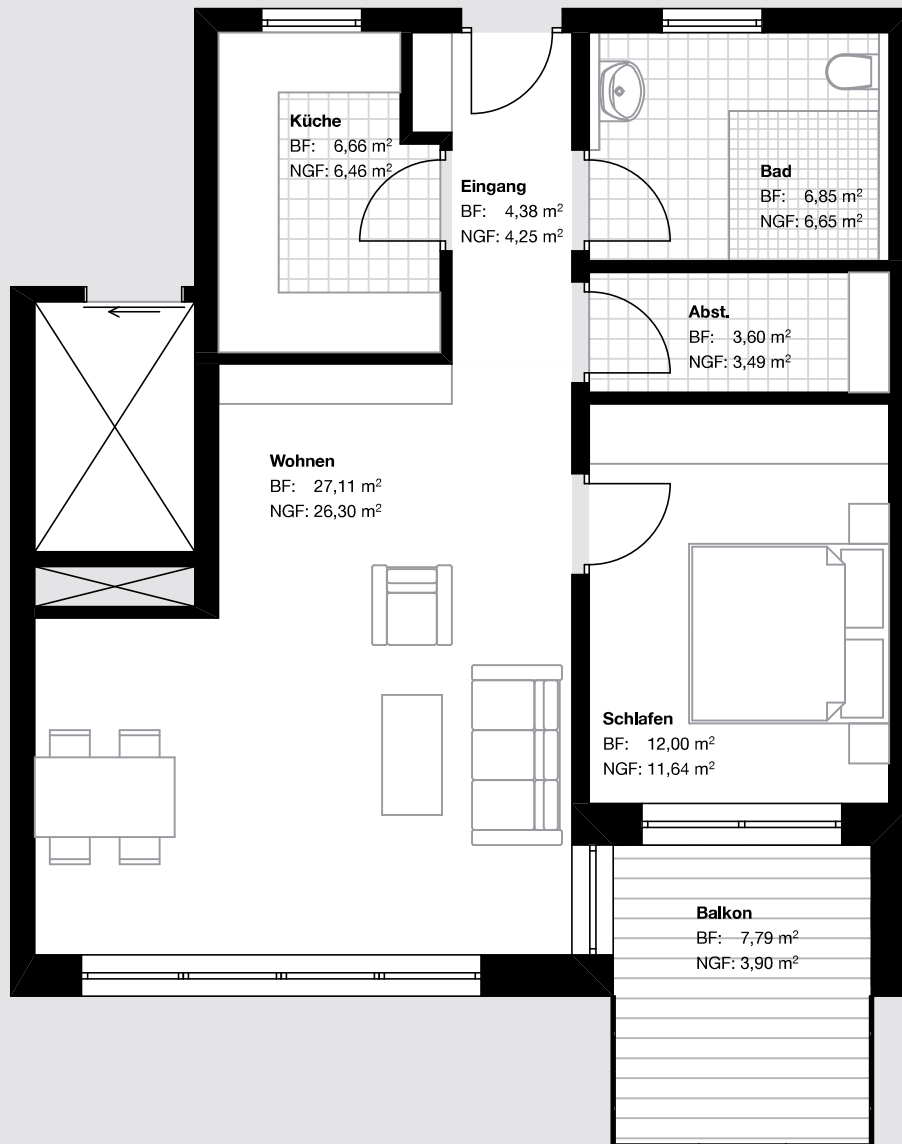 Küche
BF: 6,66 m²
NGF: 6,46 m²
Eingang
BF: 4,38 m²
NGF: 4,25 m²
Bad
BF: 6,85 m²
NGF: 6,65 m²
Abst.
BF: 3,60 m²
NGF: 3,49 m²
Wohnen
BF: 27,11 m²
NGF: 26,30 m²
Schlafen
BF: 12,00 m²
NGF: 11,64 m²
Balkon
BF: 7,79 m²
NGF: 3,90 m²